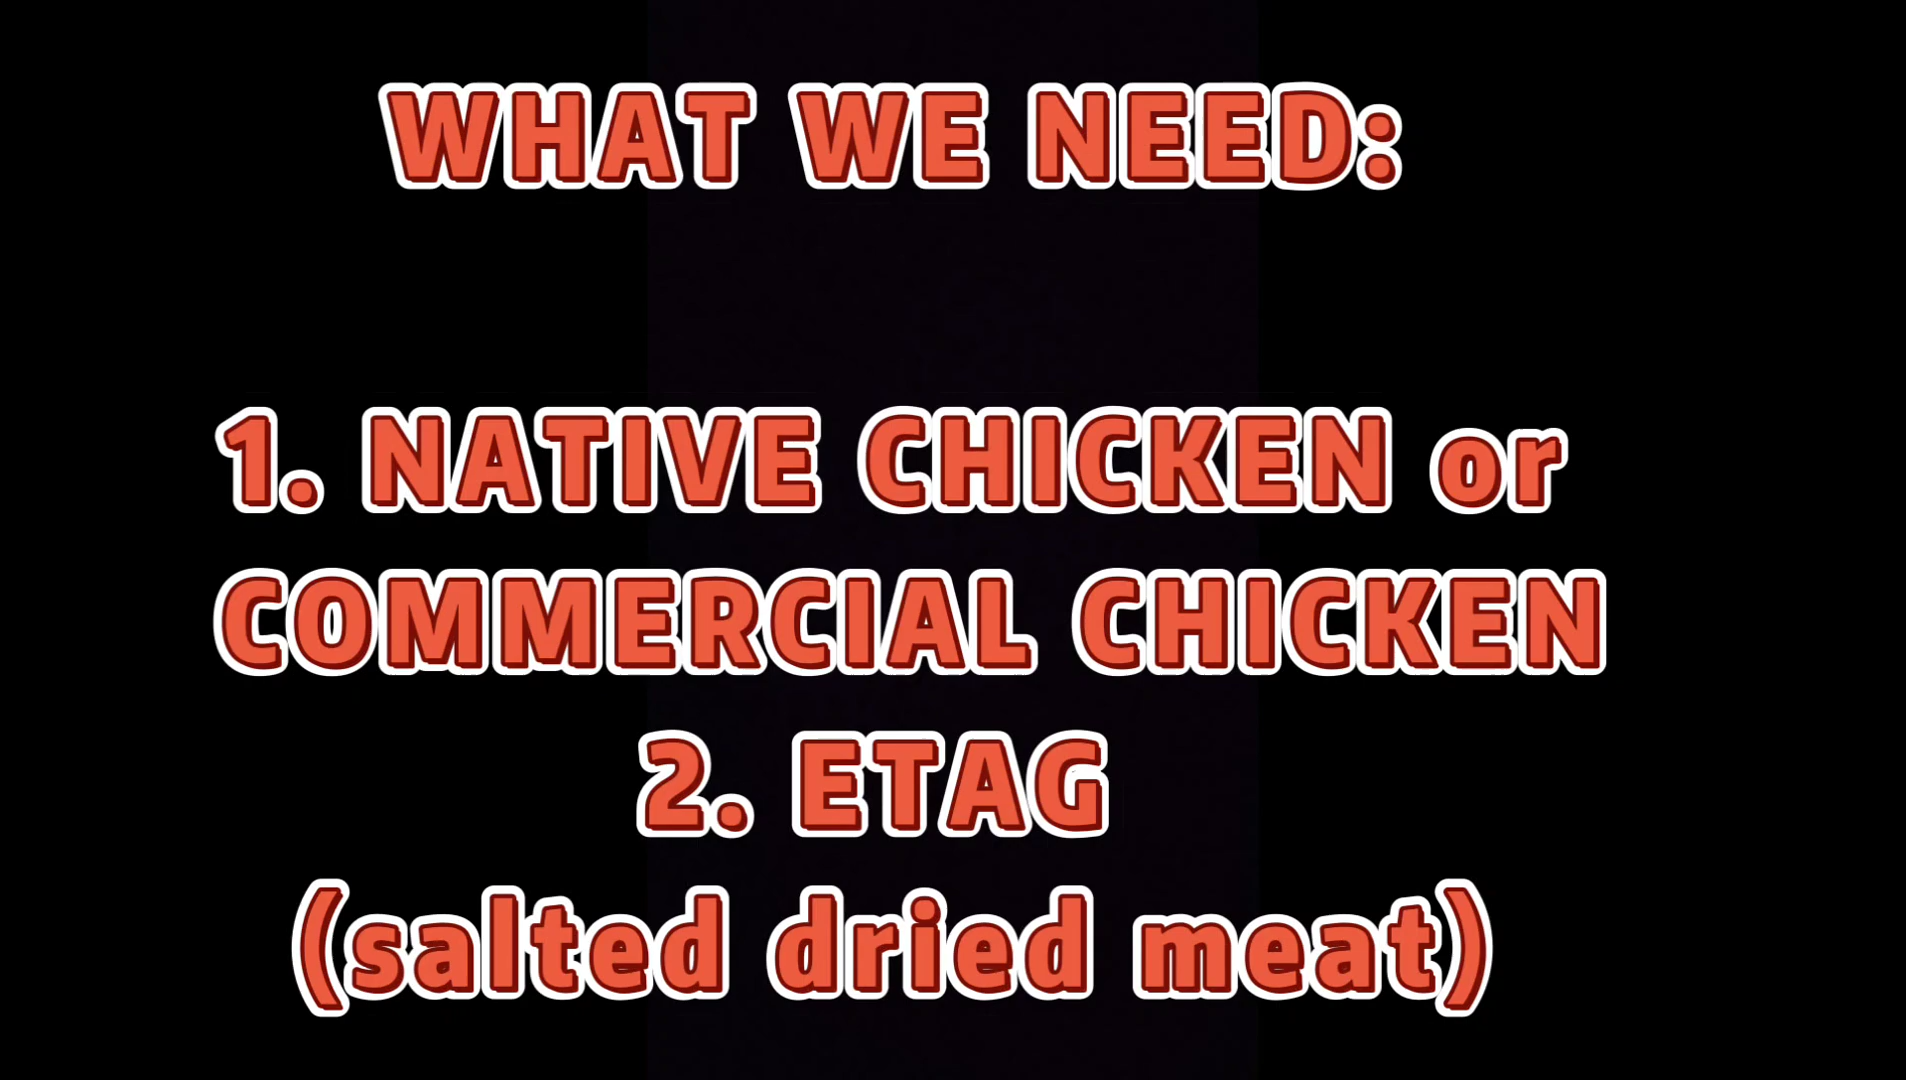 WHAT WE NEED:
1. NATIVE CHICKEN or
COMMERCIAL CHICKEN
2. ETAG
(salted dried meat)